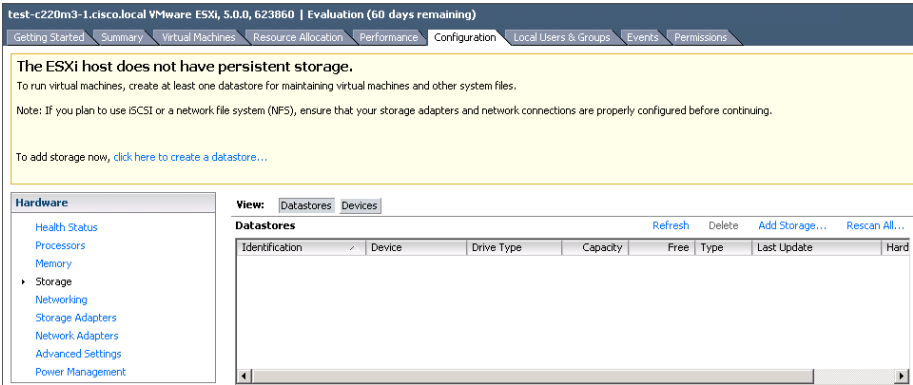 test-c220m3-1.cisco.local VMware ESXi, 5.0.0, 623860 | Evaluation (60 days remaining)
Getting Started Summary Virtual Machines Resource Allocation Performance Configuration Local Users & Groups Events Permissions
The ESXi host does not have persistent storage.
To run virtual machines, create at least one datastore for maintaining virtual machines and other system files.
Note: If you plan to use iSCSI or a network file system (NFS), ensure that your storage adapters and network connections are properly configured before continuing.
To add storage now, click here to create a datastore...
Hardware
Health Status
Processors
Memory
Storage
Networking
Storage Adapters
Network Adapters
Advanced Settings
Power Management
View: Datastores Devices
Datastores Refresh Delete Add Storage... Rescan All...
Identification Device Drive Type Capacity Free Type Last Update Hard